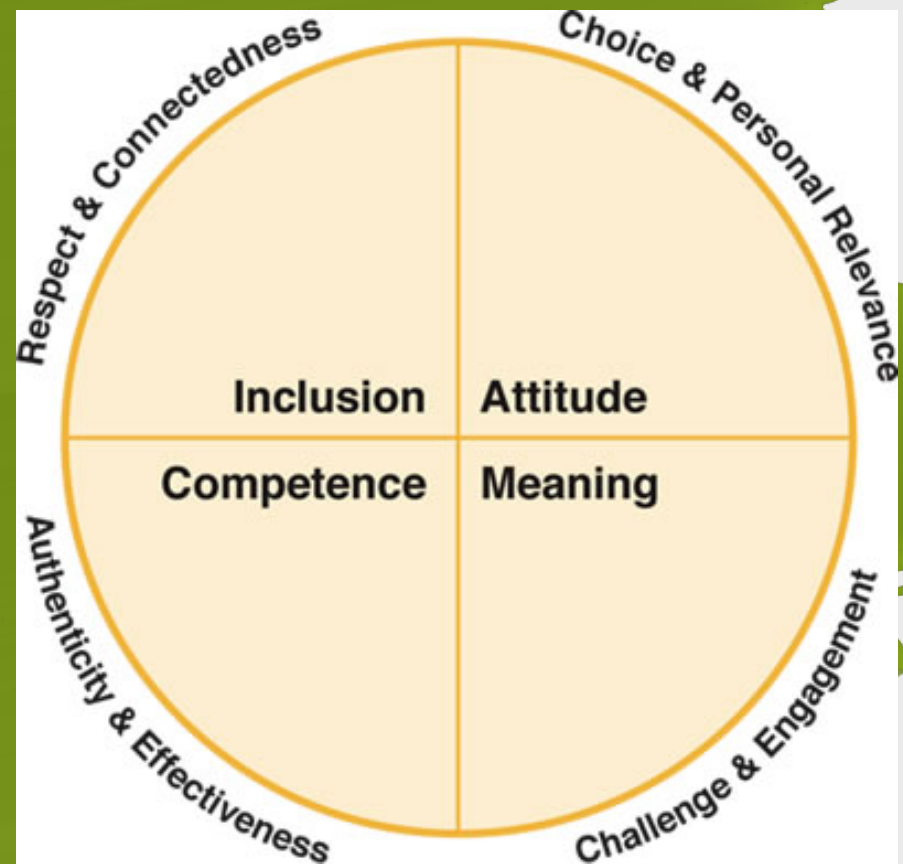 Respect & Connectedness
Choice & Personal Relevance
Inclusion
Attitude
Competence
Meaning
Authenticity & Effectiveness
Challenge & Engagement